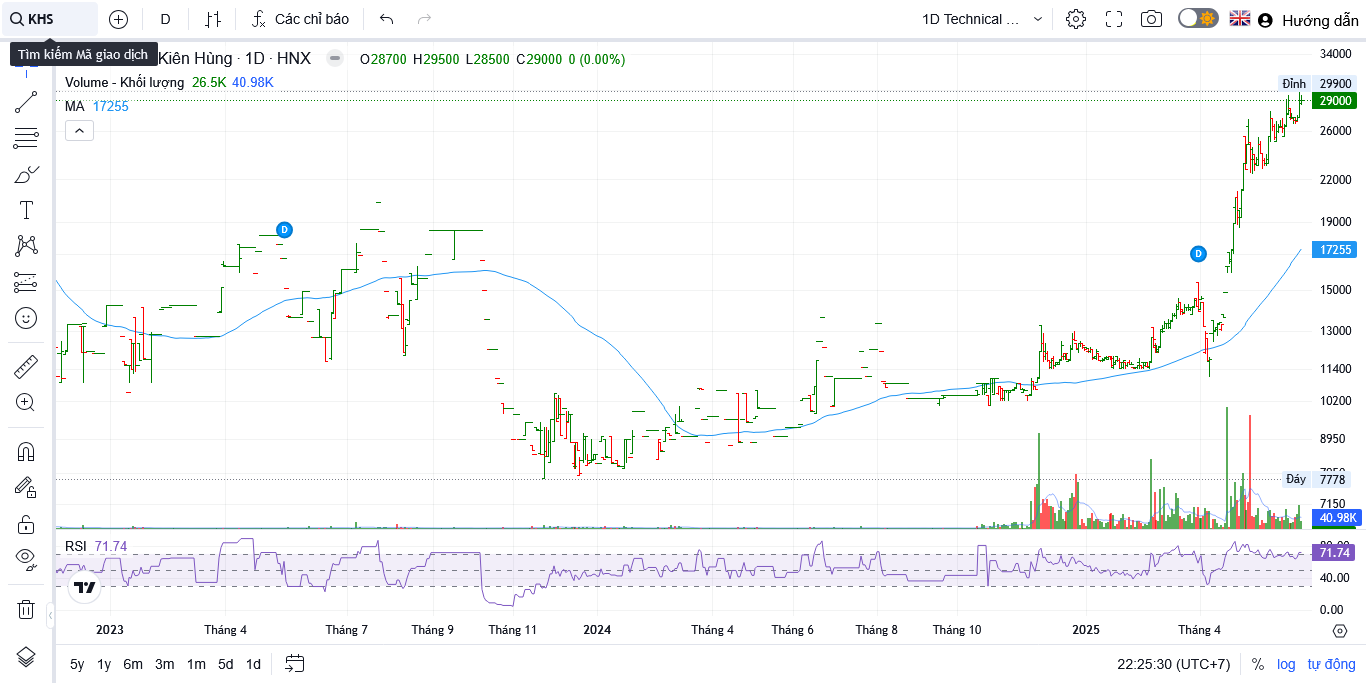 KHS D Các chỉ báo 1D Technical ... Hướng dẫn
Tìm kiếm Mã giao dịch
Kiên Hùng · 1D · HNX O28700 H29500 L28500 C29000 0 (0.00%)
Volume - Khối lượng 26.5K 40.98K
MA 17255
34000
Đỉnh 29900
29000
26000
22000
19000
D
D
17255
15000
13000
11400
10200
8950
Đáy 7778
7150
40.98K
RSI 71.74
71.74
40.00
0.00
2023 Tháng 4 Tháng 7 Tháng 9 Tháng 11 2024 Tháng 4 Tháng 6 Tháng 8 Tháng 10 2025 Tháng 4
5y 1y 6m 3m 1m 5d 1d 22:25:30 (UTC+7) % log tự động